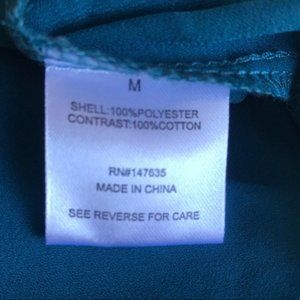 M
SHELL:100%POLYESTER
CONTRAST:100%COTTON
RN#147635
MADE IN CHINA
SEE REVERSE FOR CARE